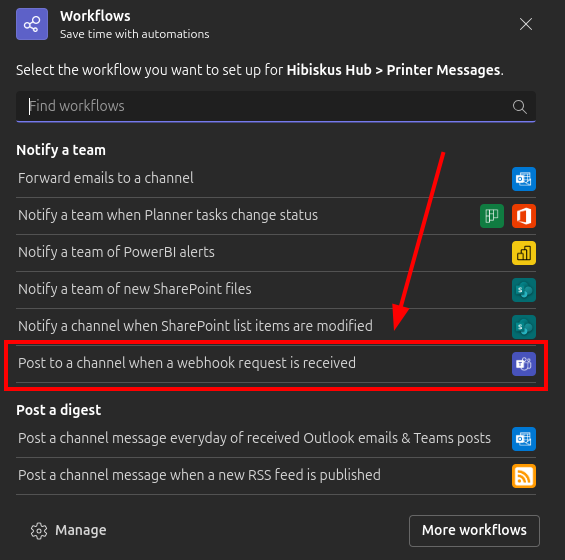 Workflows
Save time with automations
Select the workflow you want to set up for Hibiskus Hub > Printer Messages.
Find workflows
Notify a team
Forward emails to a channel
Notify a team when Planner tasks change status
Notify a team of PowerBI alerts
Notify a team of new SharePoint files
Notify a channel when SharePoint list items are modified
Post to a channel when a webhook request is received
Post a digest
Post a channel message everyday of received Outlook emails & Teams posts
Post a channel message when a new RSS feed is published
Manage
More workflows